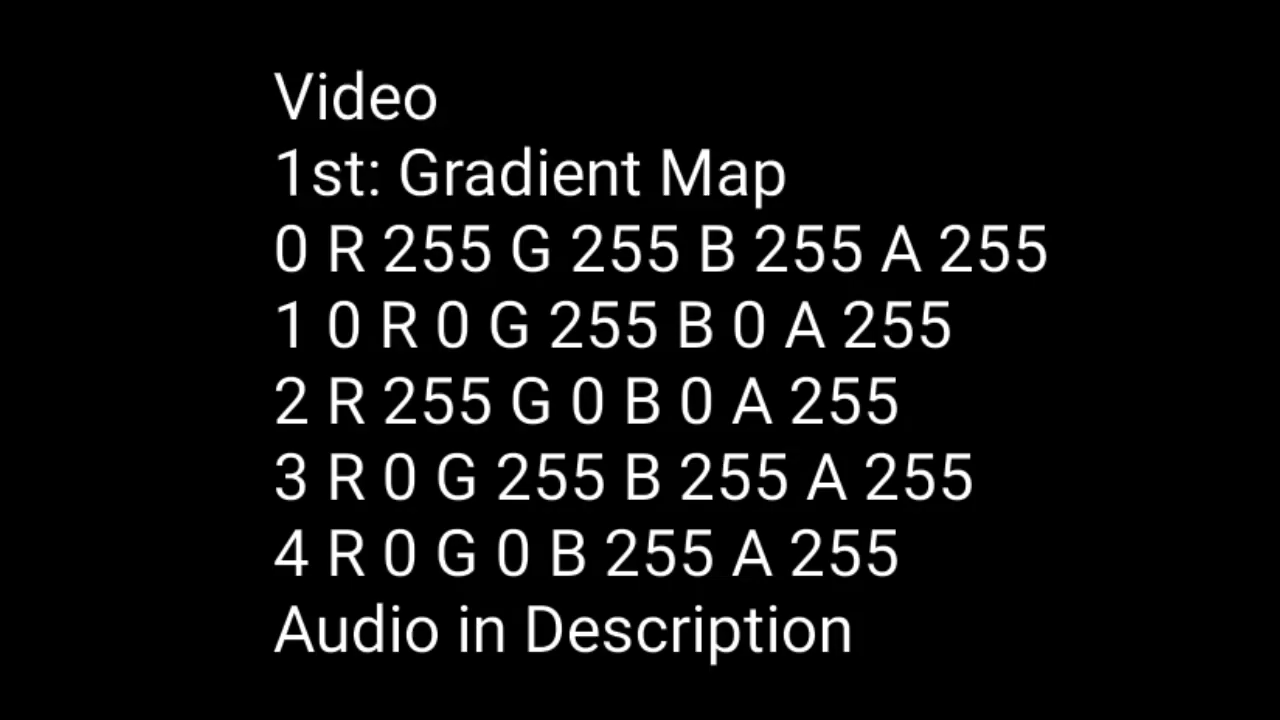 Video
1st: Gradient Map
0 R 255 G 255 B 255 A 255
1 0 R 0 G 255 B 0 A 255
2 R 255 G 0 B 0 A 255
3 R 0 G 255 B 255 A 255
4 R 0 G 0 B 255 A 255
Audio in Description